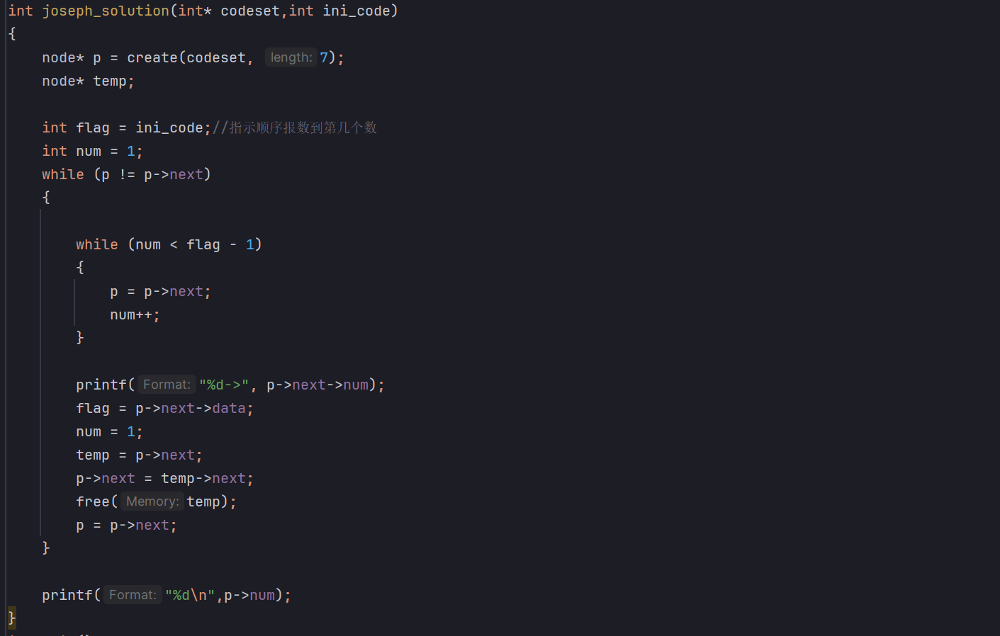 int joseph_solution(int* codeset,int ini_code)
{
    node* p = create(codeset, length: 7);
    node* temp;
    int flag = ini_code;//指示顺序报数到第几个数
    int num = 1;
    while (p != p->next)
    {
        while (num < flag - 1)
        {
            p = p->next;
            num++;
        }
        printf( Format: "%d->", p->next->num);
        flag = p->next->data;
        num = 1;
        temp = p->next;
        p->next = temp->next;
        free( Memory: temp);
        p = p->next;
    }
    printf( Format: "%d\n",p->num);
}